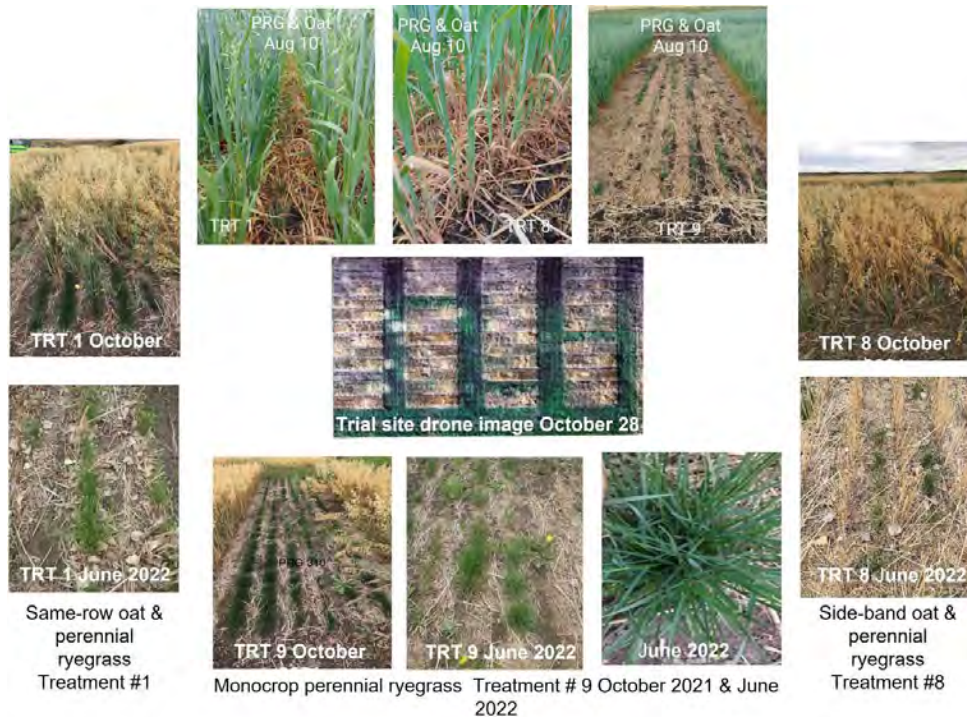 PRG & Oat
Aug 10
TRT 1
PRG & Oat
Aug 10
TRT 8
PRG & Oat
Aug 10
TRT 9
TRT 1 October
TRT 8 October
Trial site drone image October 28
TRT 1 June 2022
PRG 310
TRT 9 October
TRT 9 June 2022
June 2022
TRT 8 June 2022
Same-row oat &
perennial
ryegrass
Treatment #1
Monocrop perennial ryegrass Treatment # 9 October 2021 & June
2022
Side-band oat &
perennial
ryegrass
Treatment #8